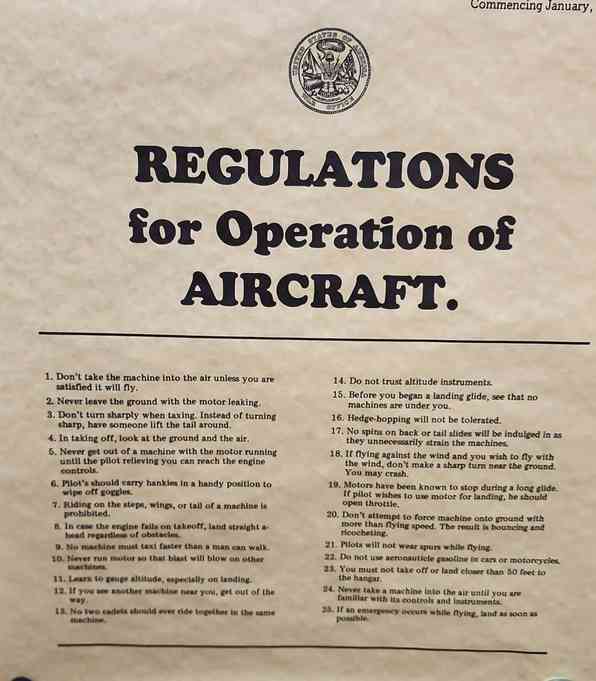 Commencing January,
UNITED STATES OF AMERICA
WAR OFFICE
REGULATIONS
for Operation of
AIRCRAFT.
1. Don't take the machine into the air unless you are
satisfied it will fly.
2. Never leave the ground with the motor leaking.
3. Don't turn sharply when taxing. Instead of turning
sharp, have someone lift the tail around.
4. In taking off, look at the ground and the air.
5. Never get out of a machine with the motor running
until the pilot relieving you can reach the engine
controls.
6. Pilot's should carry hankies in a handy position to
wipe off goggles.
7. Riding on the steps, wings, or tail of a machine is
prohibited.
8. In case the engine fails on takeoff, land straight a-
head regardless of obstacles.
9. No machine must taxi faster than a man can walk.
10. Never run motor so that blast will blow on other
machines.
11. Learn to gauge altitude, especially on landing.
12. If you see another machine near you, get out of the
way.
13. No two cadets should ever ride together in the same
machine.
14. Do not trust altitude instruments.
15. Before you began a landing glide, see that no
machines are under you.
16. Hedge-hopping will not be tolerated.
17. No spins on back or tail slides will be indulged in as
they unnecessarily strain the machines.
18. If flying against the wind and you wish to fly with
the wind, don't make a sharp turn near the ground.
You may crash.
19. Motors have been known to stop during a long glide.
If pilot wishes to use motor for landing, he should
open throttle.
20. Don't attempt to force machine onto ground with
more than flying speed. The result is bouncing and
ricocheting.
21. Pilots will not wear spurs while flying.
22. Do not use aeronautic gasoline in cars or motorcycles.
23. You must not take off or land closer than 50 feet to
the hangar.
24. Never take a machine into the air until you are
familiar with its controls and instruments.
25. If an emergency occurs while flying, land as soon as
possible.